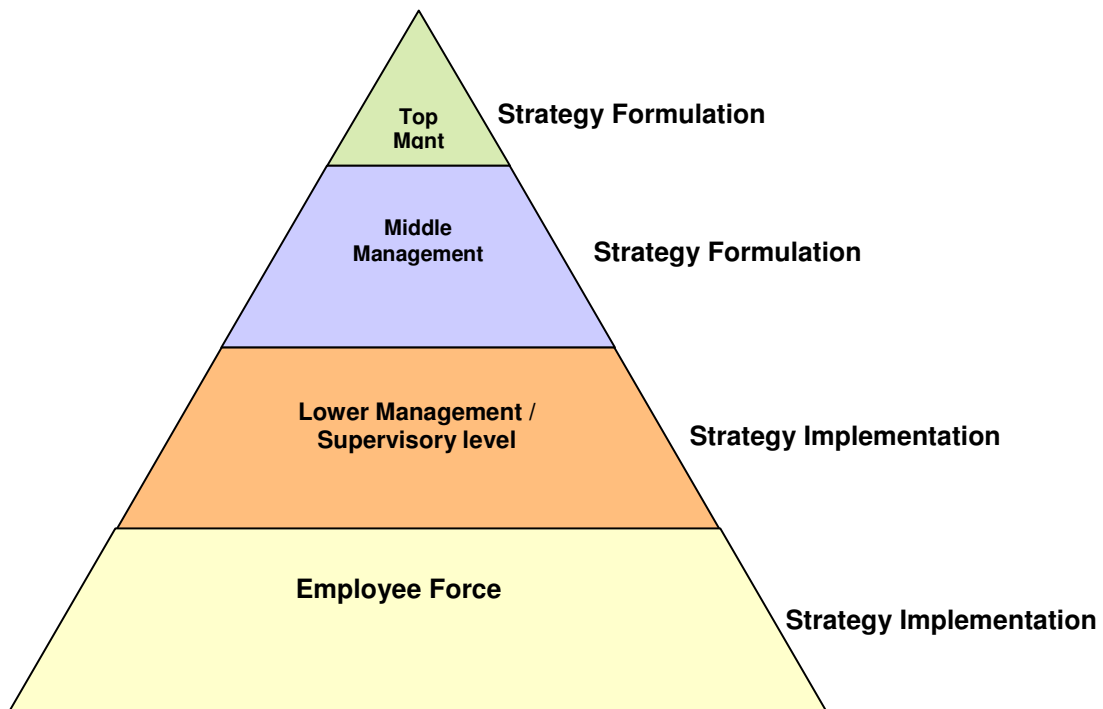 Top
Mgnt
Strategy Formulation
Middle
Management
Strategy Formulation
Lower Management /
Supervisory level
Strategy Implementation
Employee Force
Strategy Implementation